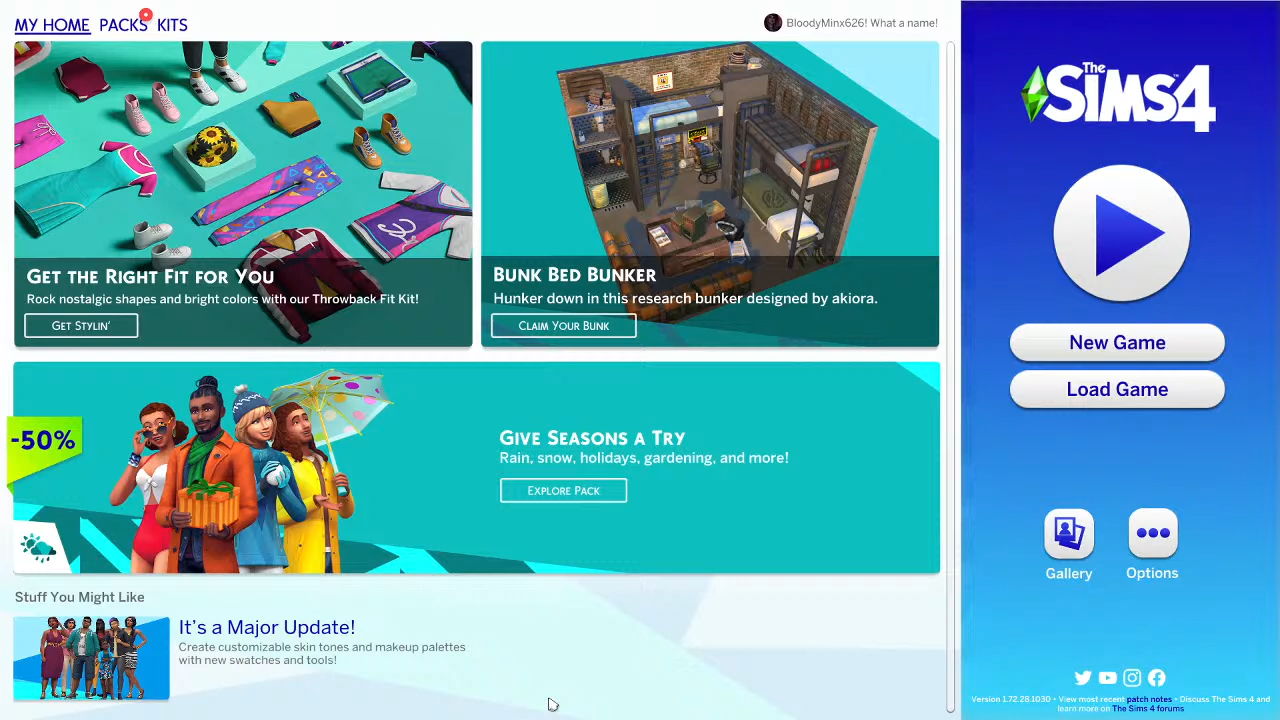 MY HOME PACKS KITS
BloodyMinx626! What a name!
GET THE RIGHT FIT FOR YOU
Rock nostalgic shapes and bright colors with our Throwback Fit Kit!
GET STYLIN'
BUNK BED BUNKER
Hunker down in this research bunker designed by akiora.
CLAIM YOUR BUNK
-50%
GIVE SEASONS A TRY
Rain, snow, holidays, gardening, and more!
EXPLORE PACK
Stuff You Might Like
It's a Major Update!
Create customizable skin tones and makeup palettes
with new swatches and tools!
The SiMS4
New Game
Load Game
Gallery
Options
Version 1.72.28.1030 • View most recent patch notes • Discuss The Sims 4 and
learn more on The Sims 4 forums